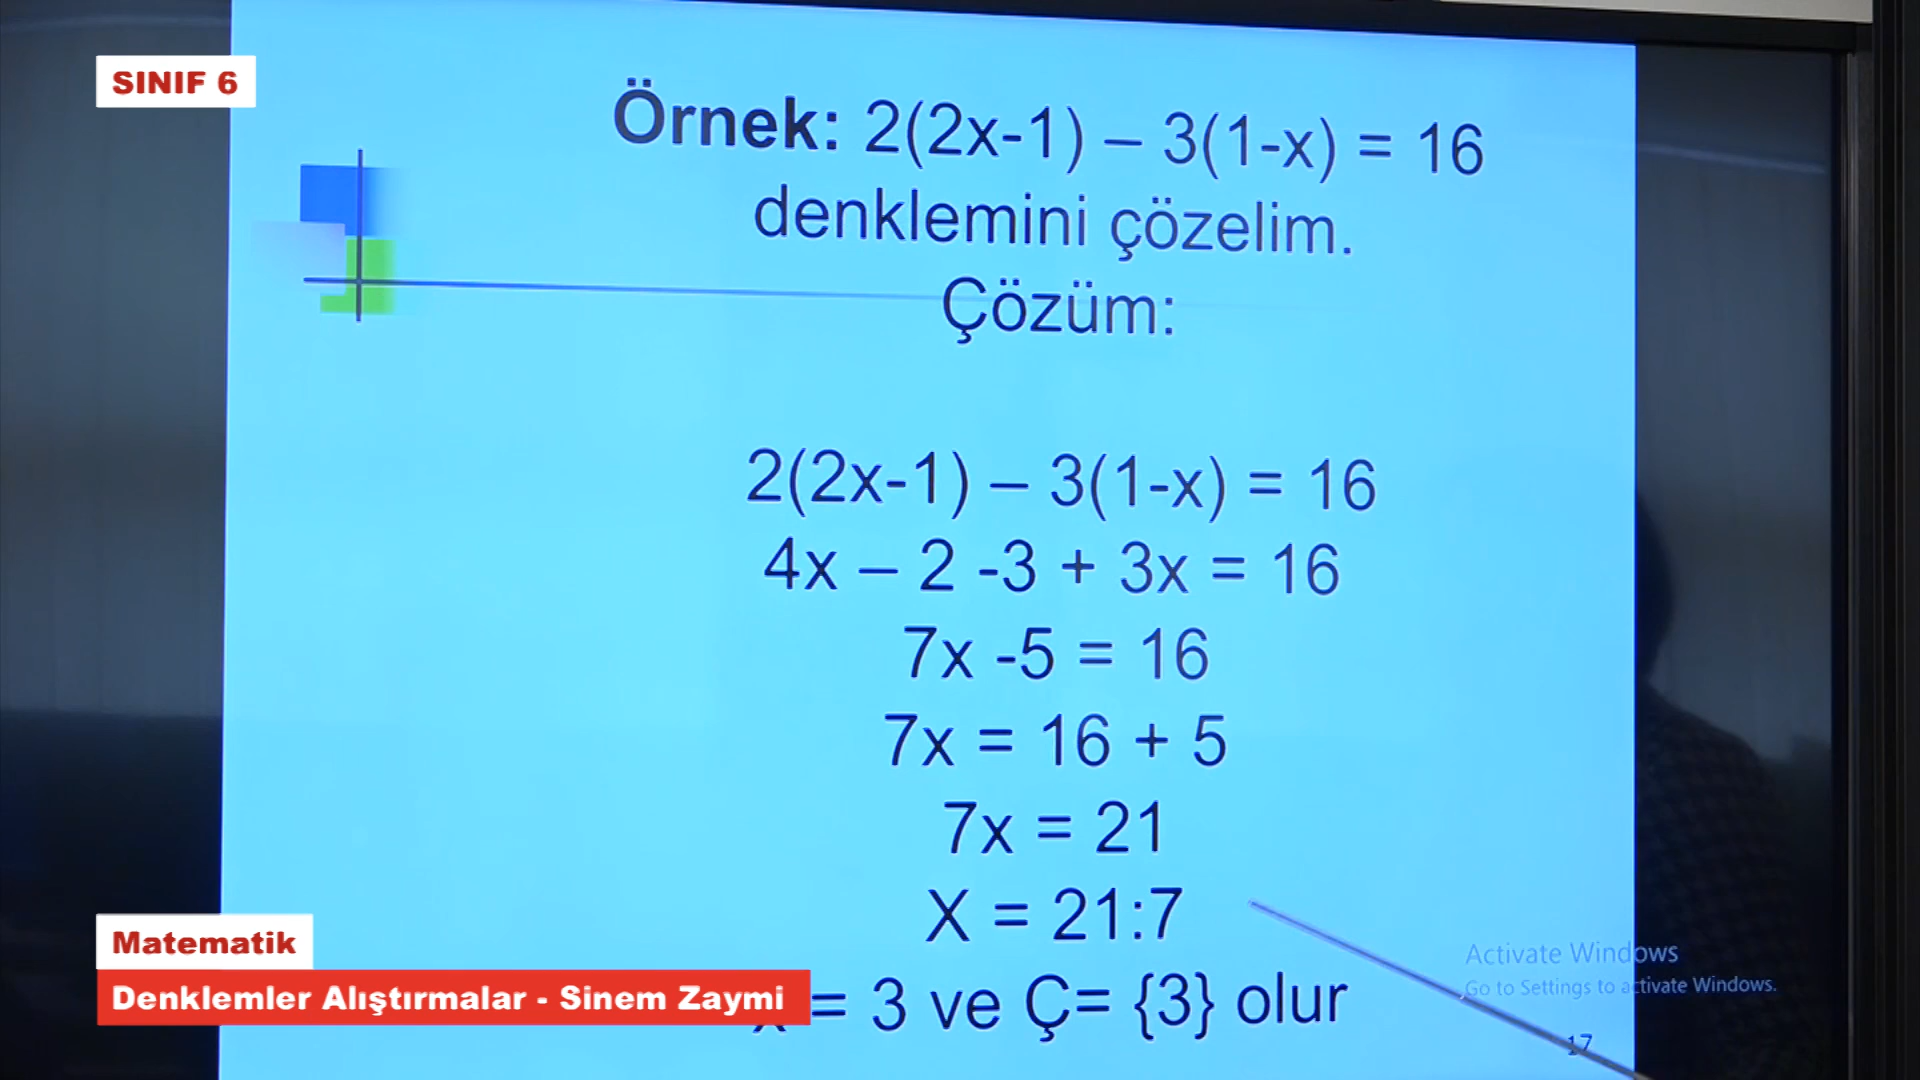 SINIF 6
Örnek: 2(2x-1) – 3(1-x) = 16
denklemini çözelim.
Çözüm:
2(2x-1) – 3(1-x) = 16
4x – 2 -3 + 3x = 16
7x -5 = 16
7x = 16 + 5
7x = 21
X = 21:7
x = 3 ve Ç= {3} olur
Matematik
Denklemler Alıştırmalar - Sinem Zaymi
Activate Windows
Go to Settings to activate Windows.
17